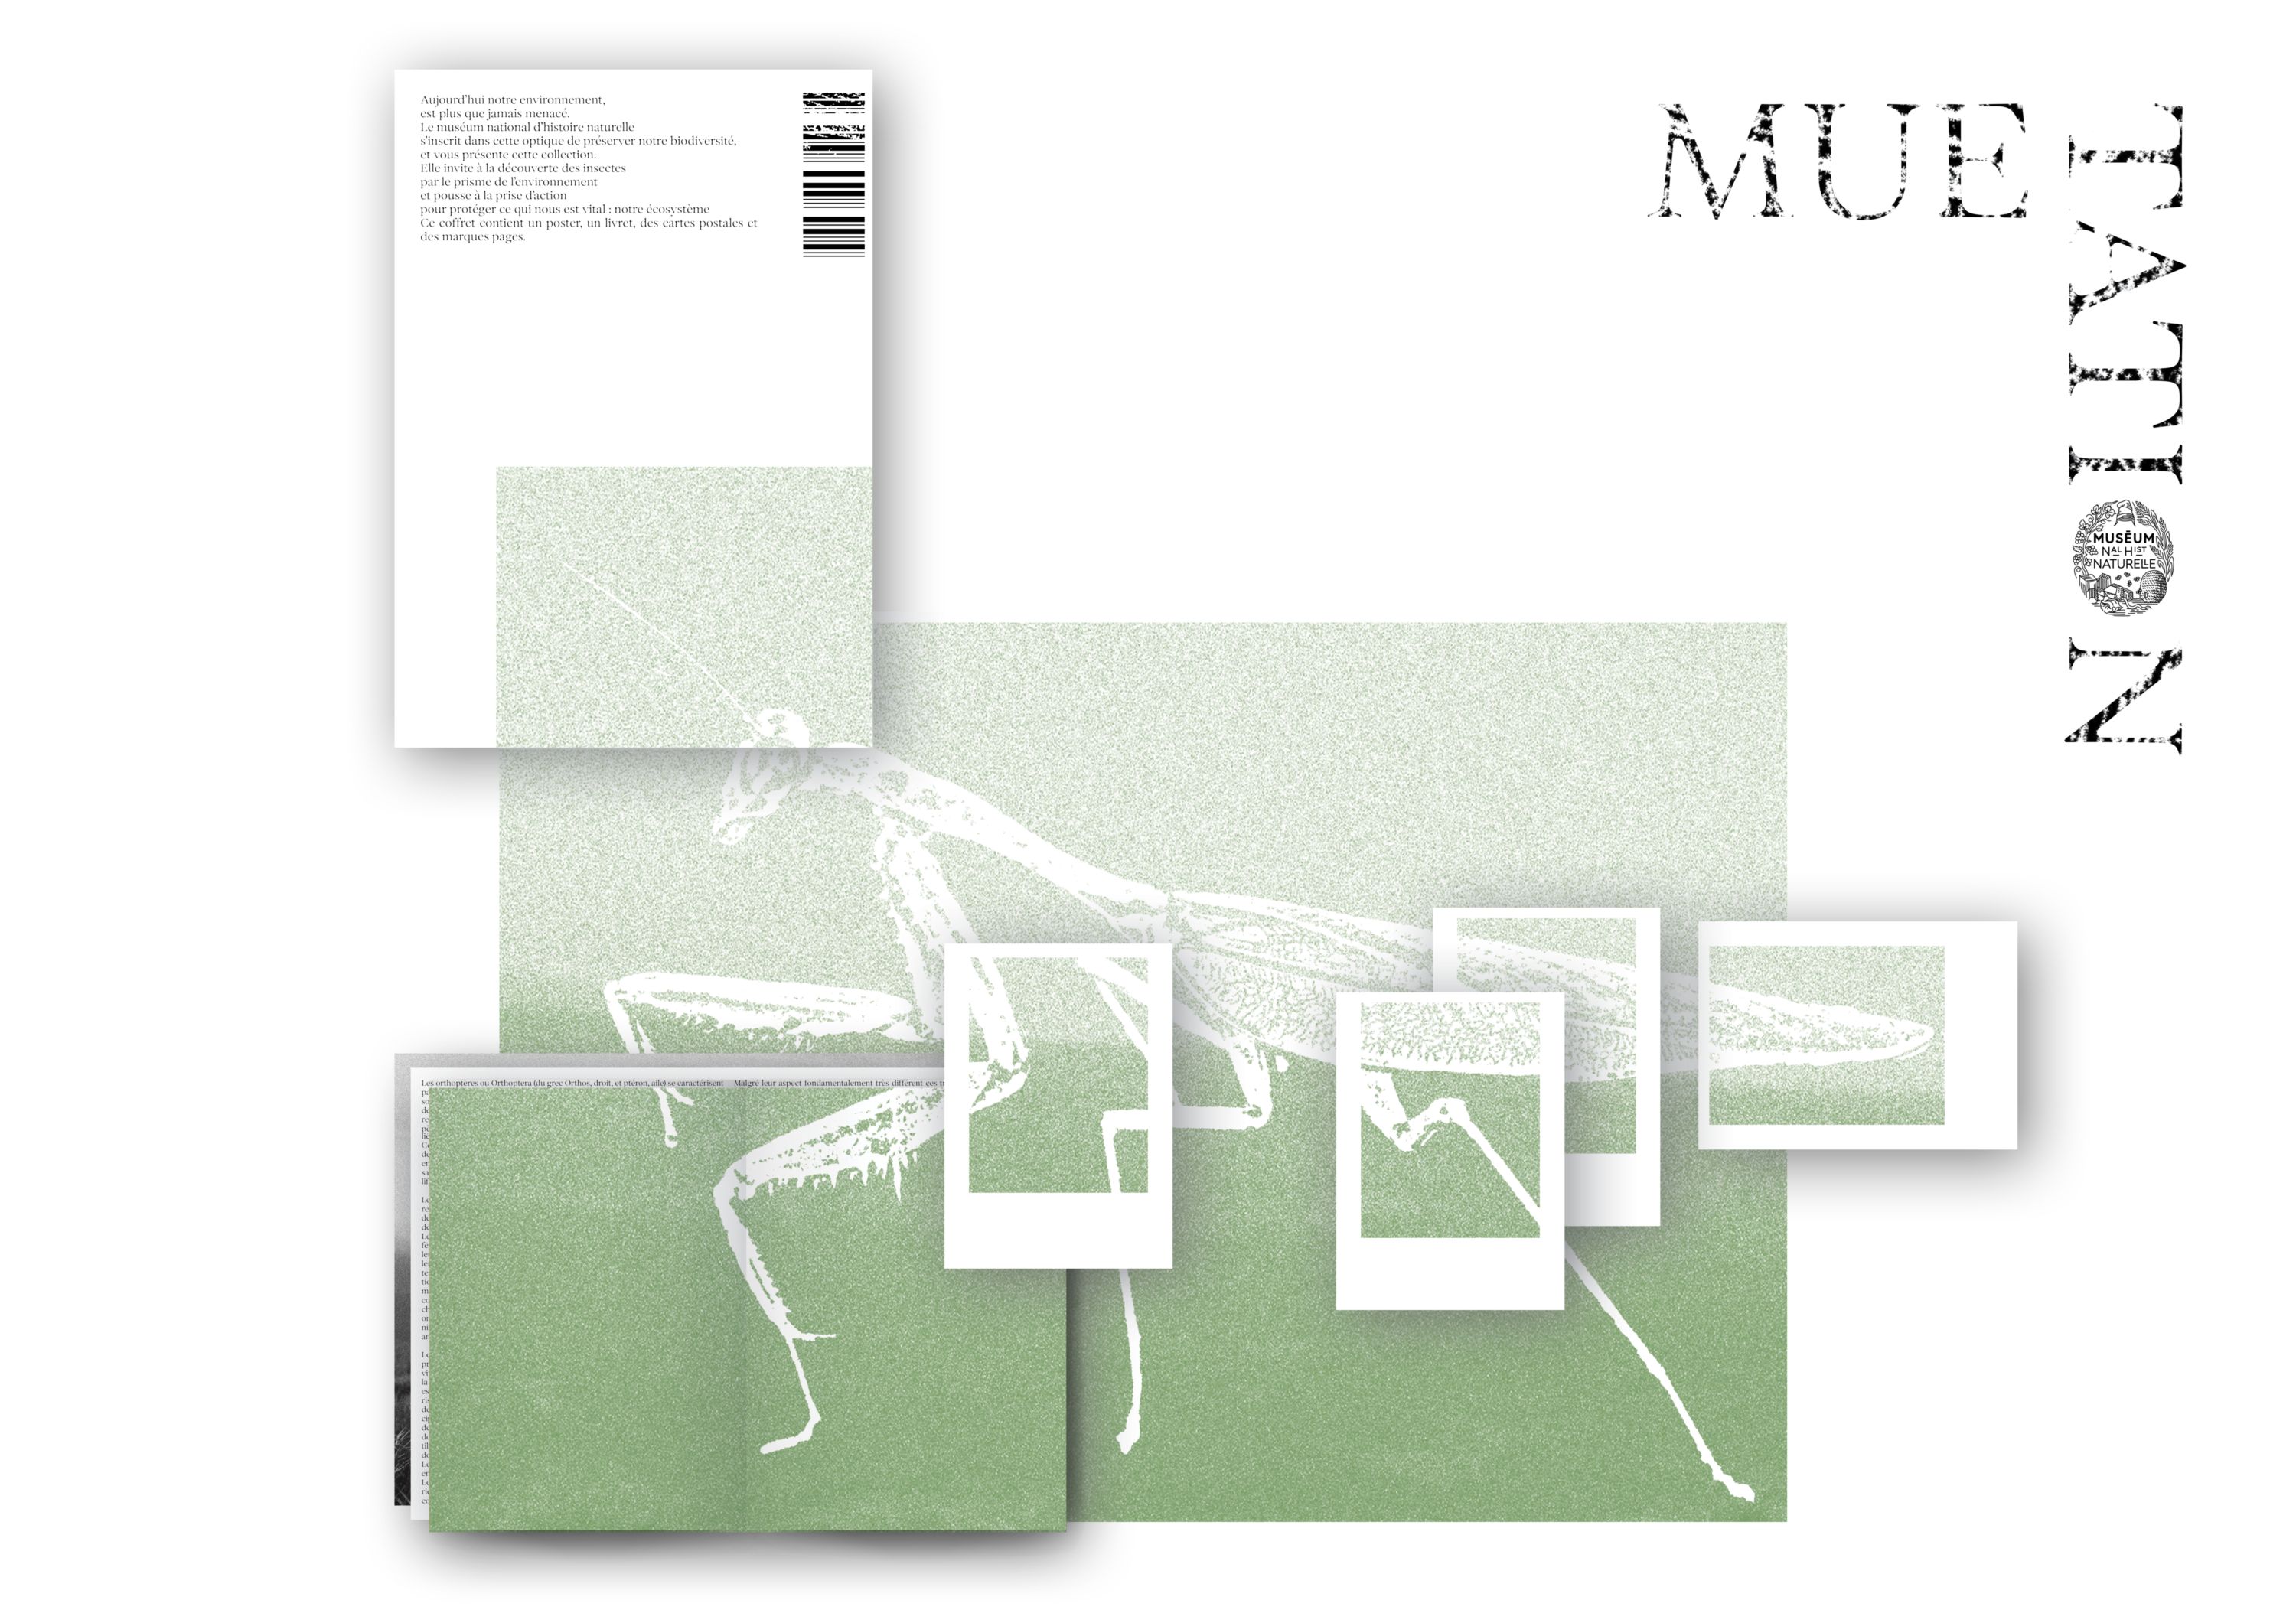 Aujourd'hui notre environnement,
est plus que jamais menacé.
Le muséum national d'histoire naturelle
s'inscrit dans cette optique de préserver notre biodiversité,
et vous présente cette collection.
Elle invite à la découverte des insectes
par le prisme de l'environnement
et pousse à la prise d'action
pour protéger ce qui nous est vital : notre écosystème
Ce coffret contient un poster, un livret, des cartes postales et
des marques pages.
MUE
TATI
MUSĒUM
NAL HIST
NATURELLE
N
Les orthoptères ou Orthoptera (du grec Orthos, droit, et ptéron, aile) se caractérisent
Malgré leur aspect fondamentalement très différent ces